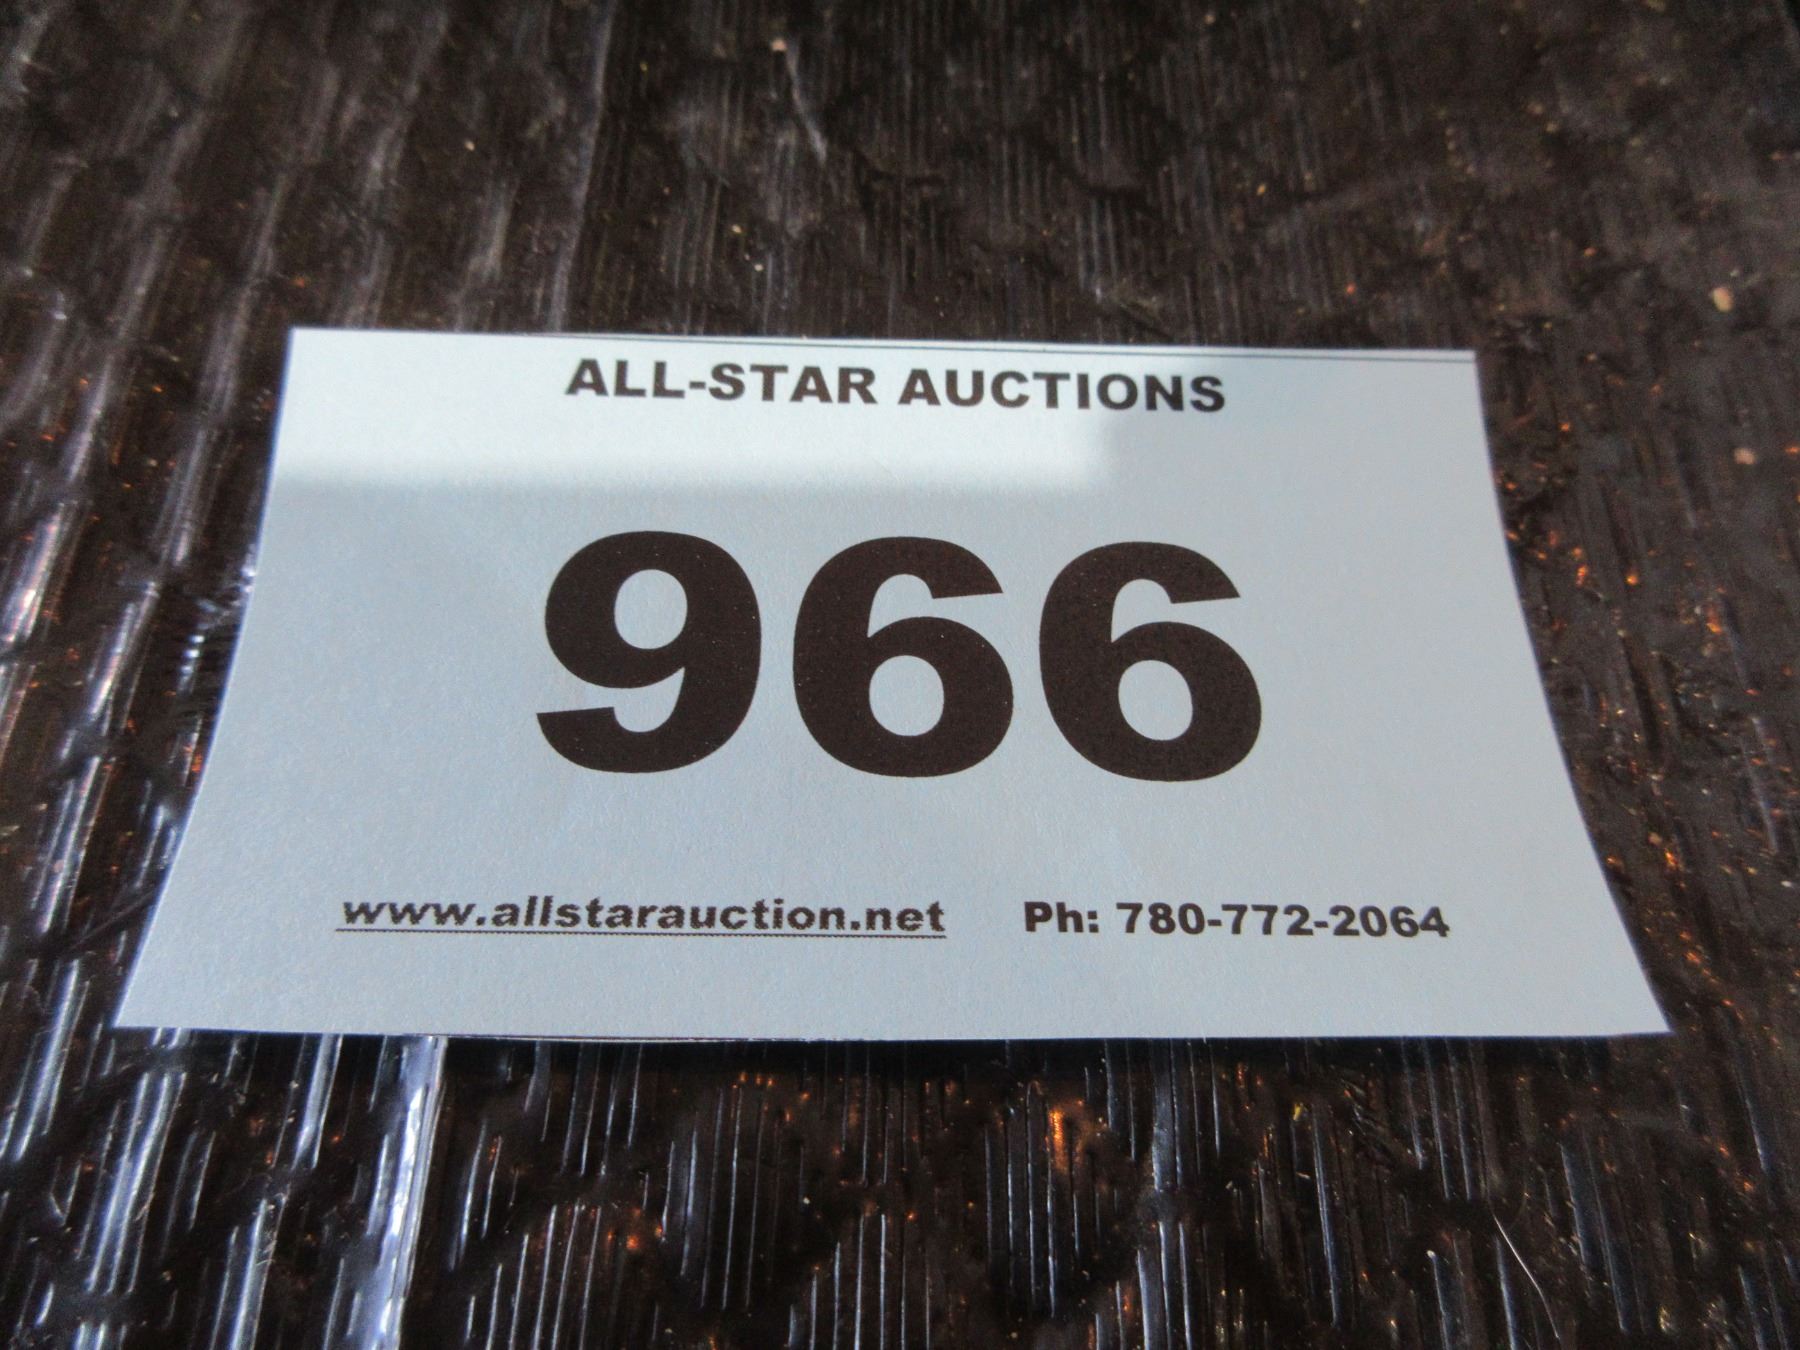 ALL-STAR AUCTIONS
966
www.allstarauction.net Ph: 780-772-2064